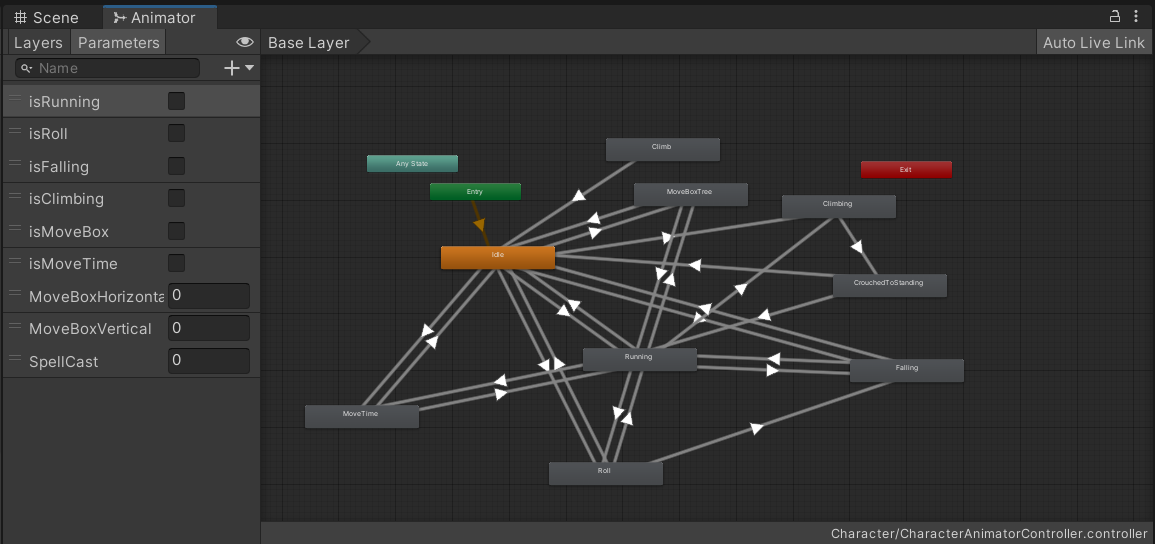 Scene
Animator
Layers
Parameters
Base Layer
Auto Live Link
Name
isRunning
isRoll
isFalling
isClimbing
isMoveBox
isMoveTime
MoveBoxHorizonta
0
MoveBoxVertical
0
SpellCast
0
Climb
Any State
Exit
Entry
MoveBoxTree
Climbing
Idle
CrouchedToStanding
Running
Falling
MoveTime
Roll
Character/CharacterAnimatorController.controller